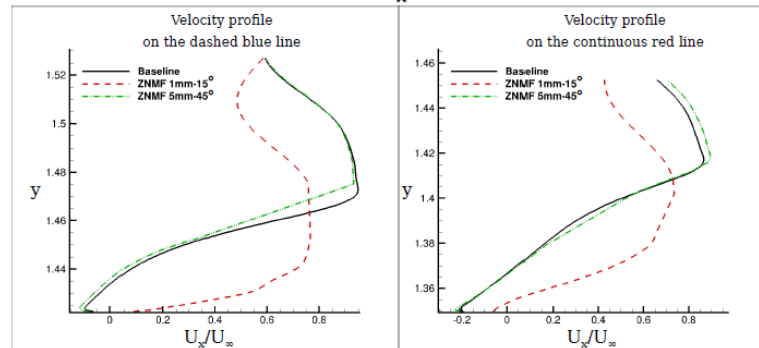 x
Velocity profile
on the dashed blue line
1.52
1.5
1.48
1.46
1.44
y
Baseline
ZNMF 1mm-15°
ZNMF 5mm-45°
0 0.2 0.4 0.6 0.8
Uₓ/U∞
Velocity profile
on the continuous red line
1.46
1.44
1.42
1.4
1.38
1.36
y
Baseline
ZNMF 1mm-15°
ZNMF 5mm-45°
-0.2 0 0.2 0.4 0.6 0.8
Uₓ/U∞